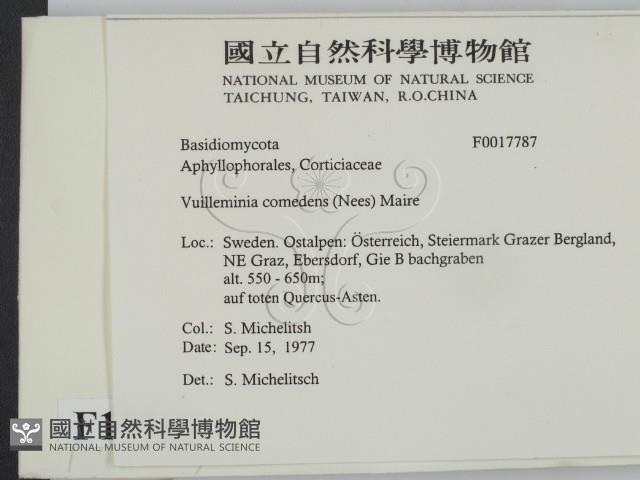 國立自然科學博物館
NATIONAL MUSEUM OF NATURAL SCIENCE
TAICHUNG, TAIWAN, R.O.CHINA
Basidiomycota F0017787
Aphyllophorales, Corticiaceae
Vuilleminia comedens (Nees) Maire
Loc.: Sweden. Ostalpen: Österreich, Steiermark Grazer Bergland,
NE Graz, Ebersdorf, Gie B bachgraben
alt. 550 - 650m;
auf toten Quercus-Asten.
Col.: S. Michelitsh
Date: Sep. 15, 1977
Det.: S. Michelitsch
F1
國立自然科學博物館
NATIONAL MUSEUM OF NATURAL SCIENCE